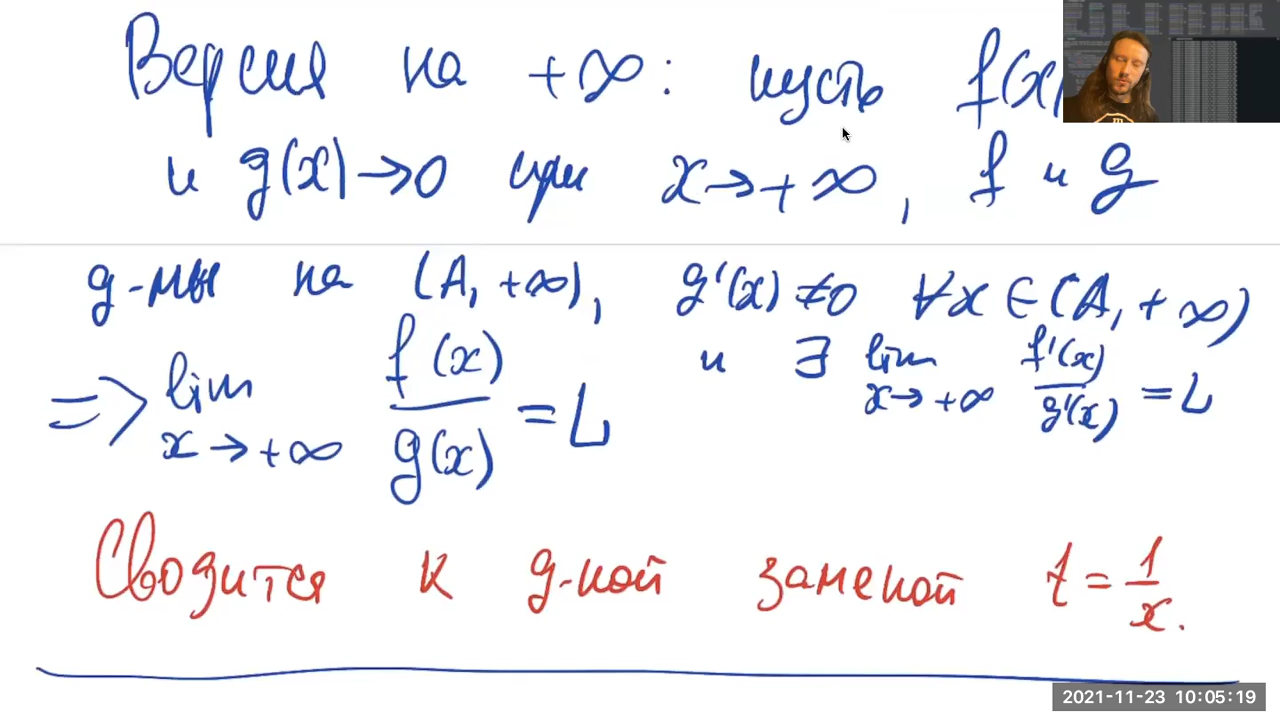 Версия на +∞: пусть f(x)
и g(x)→0 при x→+∞, f и g
g-мы на (A, +∞), g'(x)≠0 ∀x∈(A, +∞)
и ∃ lim x→+∞ f'(x)/g'(x) = L
⇒ lim x→+∞ f(x)/g(x) = L
Сводится к g-ной заменой t = 1/x.
2021-11-23 10:05:19